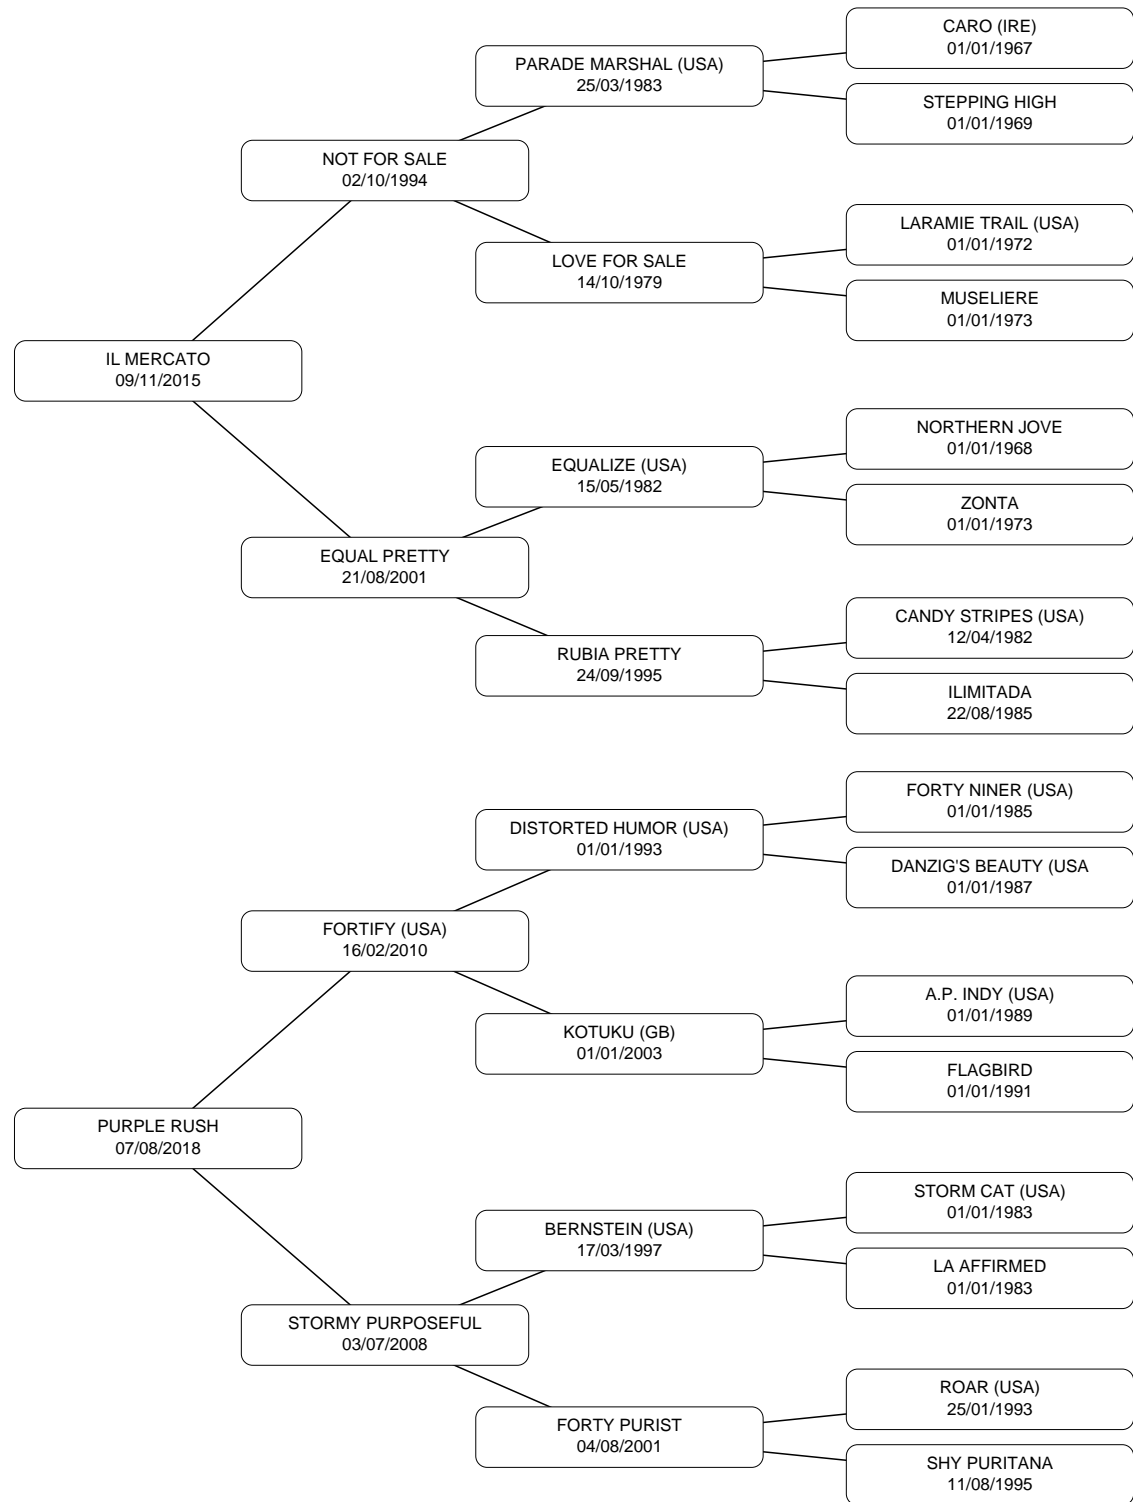 CARO (IRE)
01/01/1967
PARADE MARSHAL (USA)
25/03/1983
STEPPING HIGH
01/01/1969
NOT FOR SALE
02/10/1994
LARAMIE TRAIL (USA)
01/01/1972
LOVE FOR SALE
14/10/1979
MUSELIERE
01/01/1973
IL MERCATO
09/11/2015
NORTHERN JOVE
01/01/1968
EQUALIZE (USA)
15/05/1982
ZONTA
01/01/1973
EQUAL PRETTY
21/08/2001
CANDY STRIPES (USA)
12/04/1982
RUBIA PRETTY
24/09/1995
ILIMITADA
22/08/1985
FORTY NINER (USA)
01/01/1985
DISTORTED HUMOR (USA)
01/01/1993
DANZIG'S BEAUTY (USA
01/01/1987
FORTIFY (USA)
16/02/2010
A.P. INDY (USA)
01/01/1989
KOTUKU (GB)
01/01/2003
FLAGBIRD
01/01/1991
PURPLE RUSH
07/08/2018
STORM CAT (USA)
01/01/1983
BERNSTEIN (USA)
17/03/1997
LA AFFIRMED
01/01/1983
STORMY PURPOSEFUL
03/07/2008
ROAR (USA)
25/01/1993
FORTY PURIST
04/08/2001
SHY PURITANA
11/08/1995